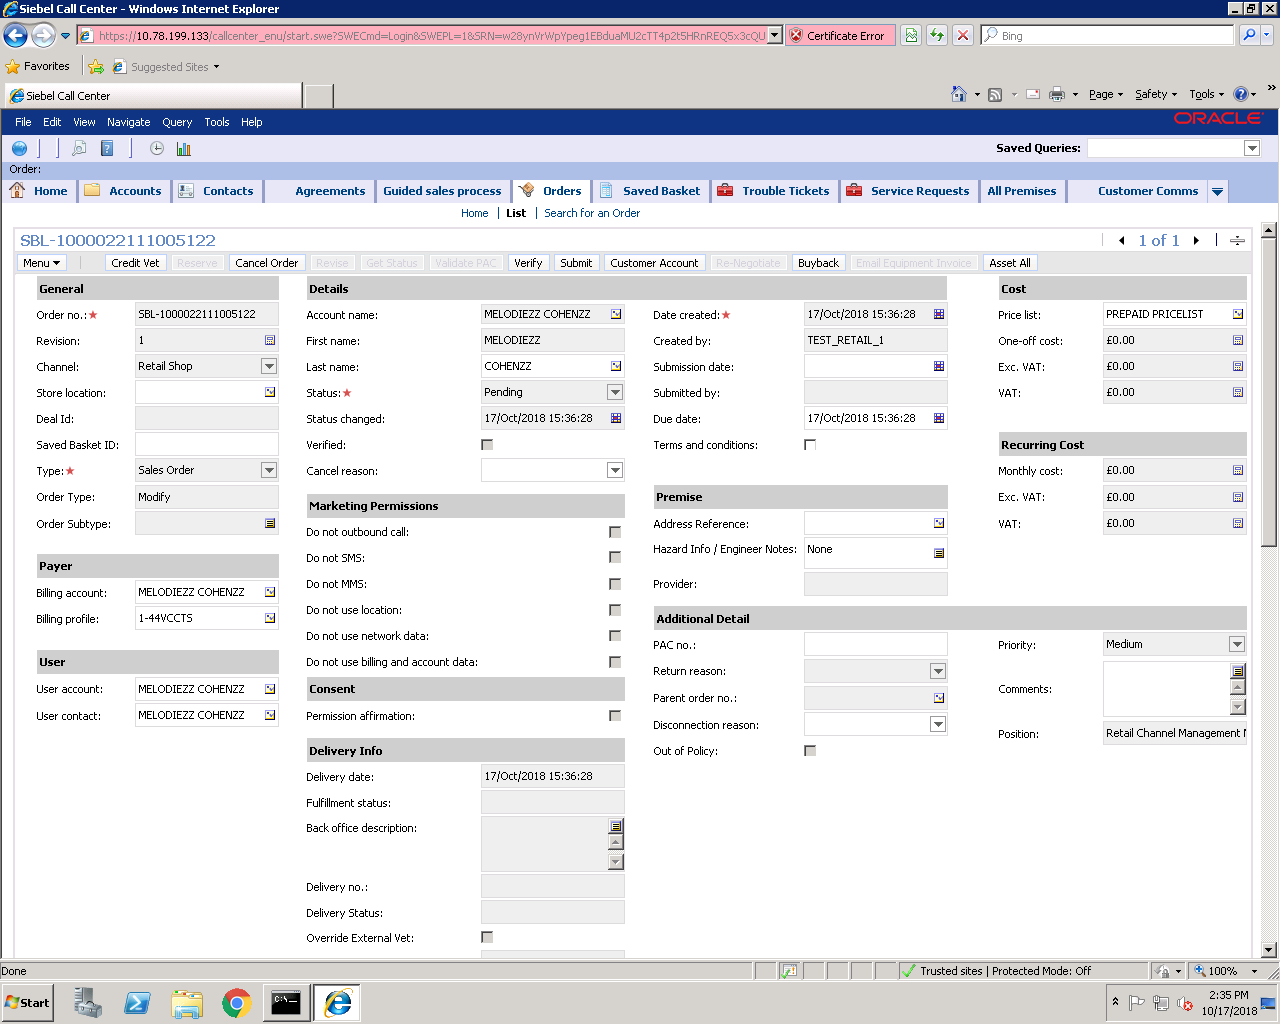 Siebel Call Center - Windows Internet Explorer
https://10.78.199.133/callcenter_enu/start.swe?SWECmd=Login&SWEPL=1&SRN=w28ynVrWpYpeg1EBduaMU2cTT4p2t5HRnREQ5x3cQU
Certificate Error
Bing
Favorites
Suggested Sites
Siebel Call Center
Page
Safety
Tools
File Edit View Navigate Query Tools Help
ORACLE
Saved Queries:
Order:
Home Accounts Contacts Agreements Guided sales process Orders Saved Basket Trouble Tickets Service Requests All Premises Customer Comms
Home | List | Search for an Order
SBL-1000022111005122
1 of 1
Menu Credit Vet Reserve Cancel Order Revise Get Status Validate PAC Verify Submit Customer Account Re-Negotiate Buyback Email Equipment Invoice Asset All
General
Order no.: SBL-1000022111005122
Revision: 1
Channel: Retail Shop
Store location:
Deal Id:
Saved Basket ID:
Type: Sales Order
Order Type: Modify
Order Subtype:
Payer
Billing account: MELODIEZZ COHENZZ
Billing profile: 1-44VCCTS
User
User account: MELODIEZZ COHENZZ
User contact: MELODIEZZ COHENZZ
Details
Account name: MELODIEZZ COHENZZ
First name: MELODIEZZ
Last name: COHENZZ
Status: Pending
Status changed: 17/Oct/2018 15:36:28
Verified:
Cancel reason:
Marketing Permissions
Do not outbound call:
Do not SMS:
Do not MMS:
Do not use location:
Do not use network data:
Do not use billing and account data:
Consent
Permission affirmation:
Delivery Info
Delivery date: 17/Oct/2018 15:36:28
Fulfillment status:
Back office description:
Delivery no.:
Delivery Status:
Override External Vet:
Date created: 17/Oct/2018 15:36:28
Created by: TEST_RETAIL_1
Submission date:
Submitted by:
Due date: 17/Oct/2018 15:36:28
Terms and conditions:
Premise
Address Reference:
Hazard Info / Engineer Notes: None
Provider:
Additional Detail
PAC no.:
Return reason:
Parent order no.:
Disconnection reason:
Out of Policy:
Cost
Price list: PREPAID PRICELIST
One-off cost: £0.00
Exc. VAT: £0.00
VAT: £0.00
Recurring Cost
Monthly cost: £0.00
Exc. VAT: £0.00
VAT: £0.00
Priority: Medium
Comments:
Position: Retail Channel Management
Done
Trusted sites | Protected Mode: Off
100%
Start
2:35 PM
10/17/2018